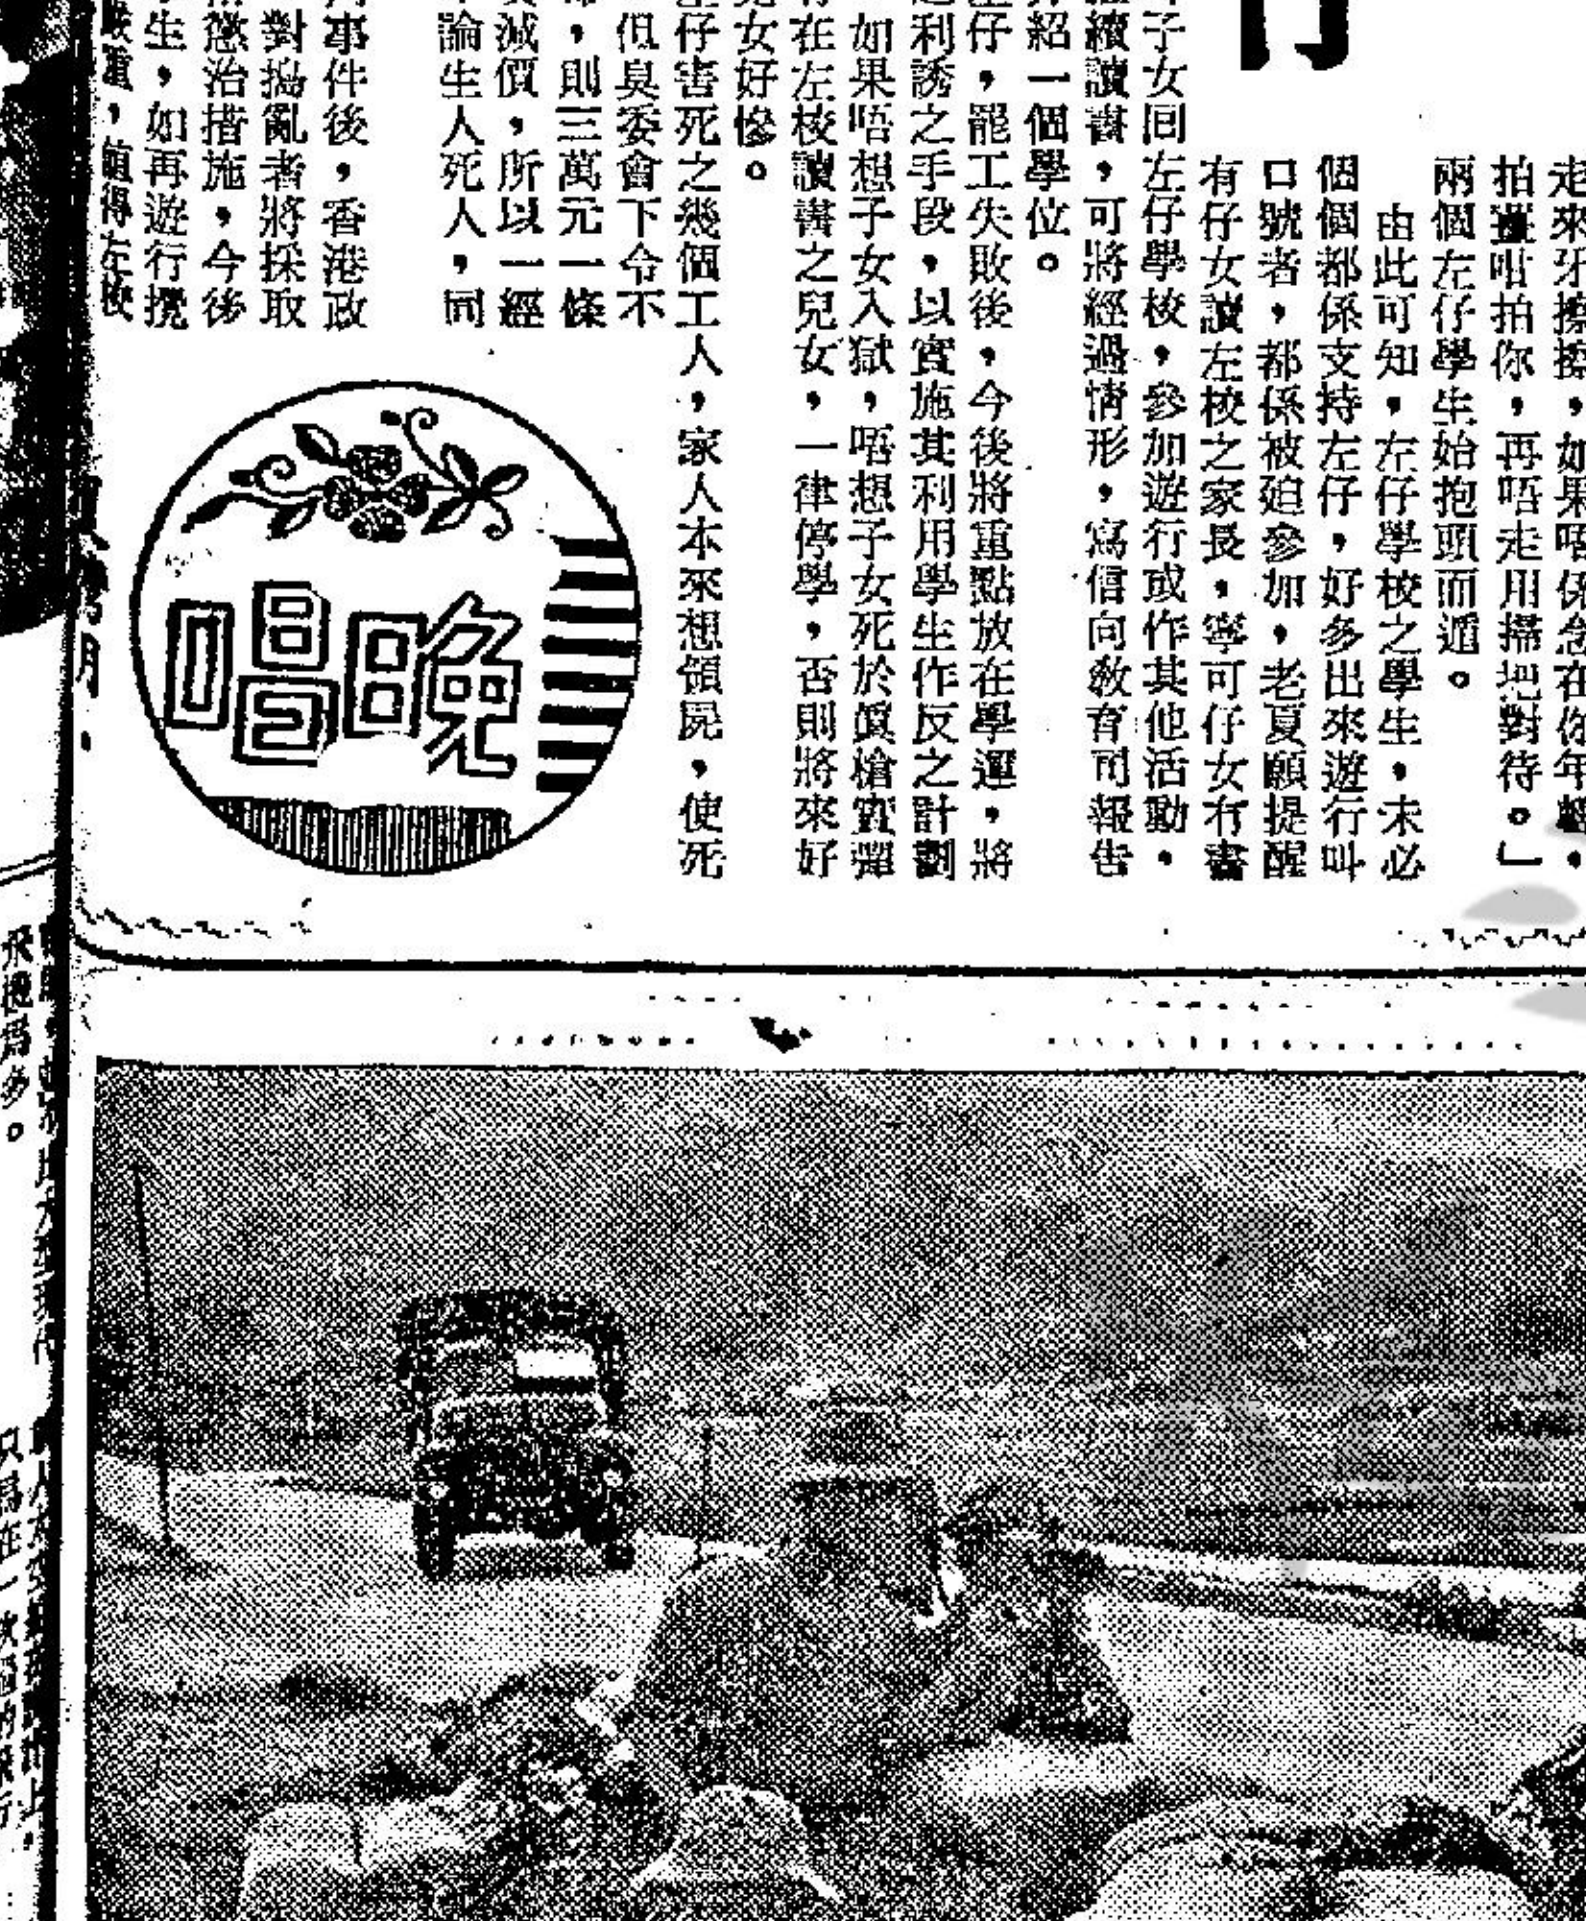 走來牙擦擦，如果唔係念在你年輕，
拍蠻咁拍你，再唔走用掃把對待。」
兩個左仔學生始抱頭而遁。
由此可知，左仔學校之學生，未必
個個都係支持左仔，好多出來遊行叫
口號者，都係被迫參加，老夏願提醒
有仔女讀左校之家長，寧可仔女冇書
子女回左仔學校，參加遊行或作其他活動，
繼續讀書，可將經過情形，寫信向教育司報告
介紹一個學位。
左仔，罷工失敗後，今後將重點放在學運，將
利誘之手段，以實施其利用學生作反之計劃
如果唔想子女入獄，唔想子女死於真槍實彈
在左校讀書之兒女，一律停學，否則將來好
兒女好慘。
左仔害死之幾個工人，家人本來想領屍，使死
但臭委會下令不
，則三萬元一條
減價，所以一經
論生人死人，同
事件後，香港政
對搗亂者將採取
懲治措施，今後
生，如再遊行攪
嚴重，值得左校
晚唱
飛機為多。